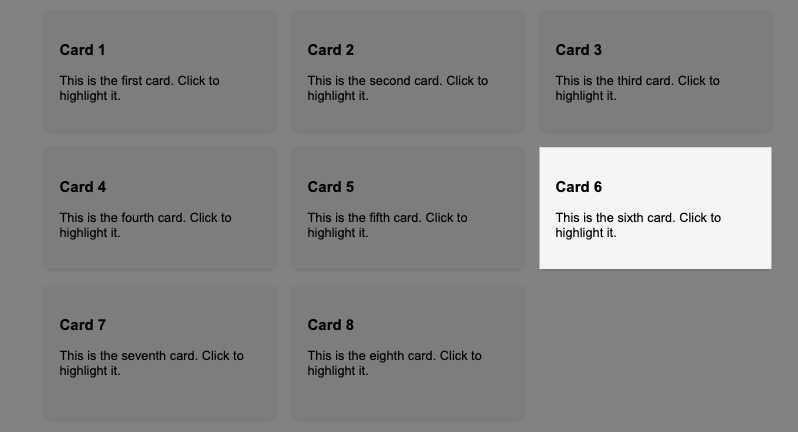 Card 1
This is the first card. Click to
highlight it.
Card 2
This is the second card. Click to
highlight it.
Card 3
This is the third card. Click to
highlight it.
Card 4
This is the fourth card. Click to
highlight it.
Card 5
This is the fifth card. Click to
highlight it.
Card 6
This is the sixth card. Click to
highlight it.
Card 7
This is the seventh card. Click to
highlight it.
Card 8
This is the eighth card. Click to
highlight it.